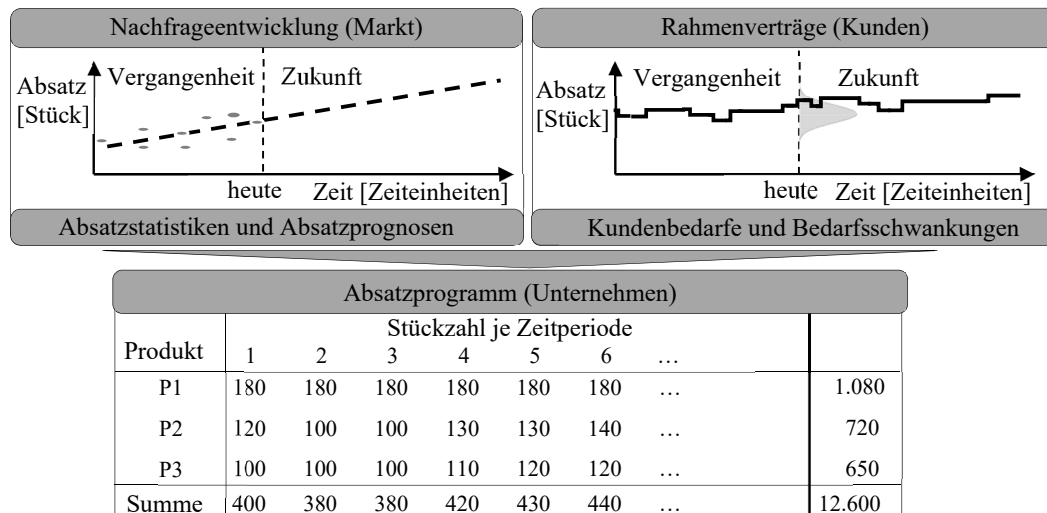 Nachfrageentwicklung (Markt)
Absatz
[Stück]
Vergangenheit
Zukunft
heute
Zeit [Zeiteinheiten]
Absatzstatistiken und Absatzprognosen
Rahmenverträge (Kunden)
Absatz
[Stück]
Vergangenheit
Zukunft
heute
Zeit [Zeiteinheiten]
Kundenbedarfe und Bedarfsschwankungen
Absatzprogramm (Unternehmen)
Stückzahl je Zeitperiode
Produkt 1 2 3 4 5 6 …
P1 180 180 180 180 180 180 … 1.080
P2 120 100 100 130 130 140 … 720
P3 100 100 100 110 120 120 … 650
Summe 400 380 380 420 430 440 … 12.600